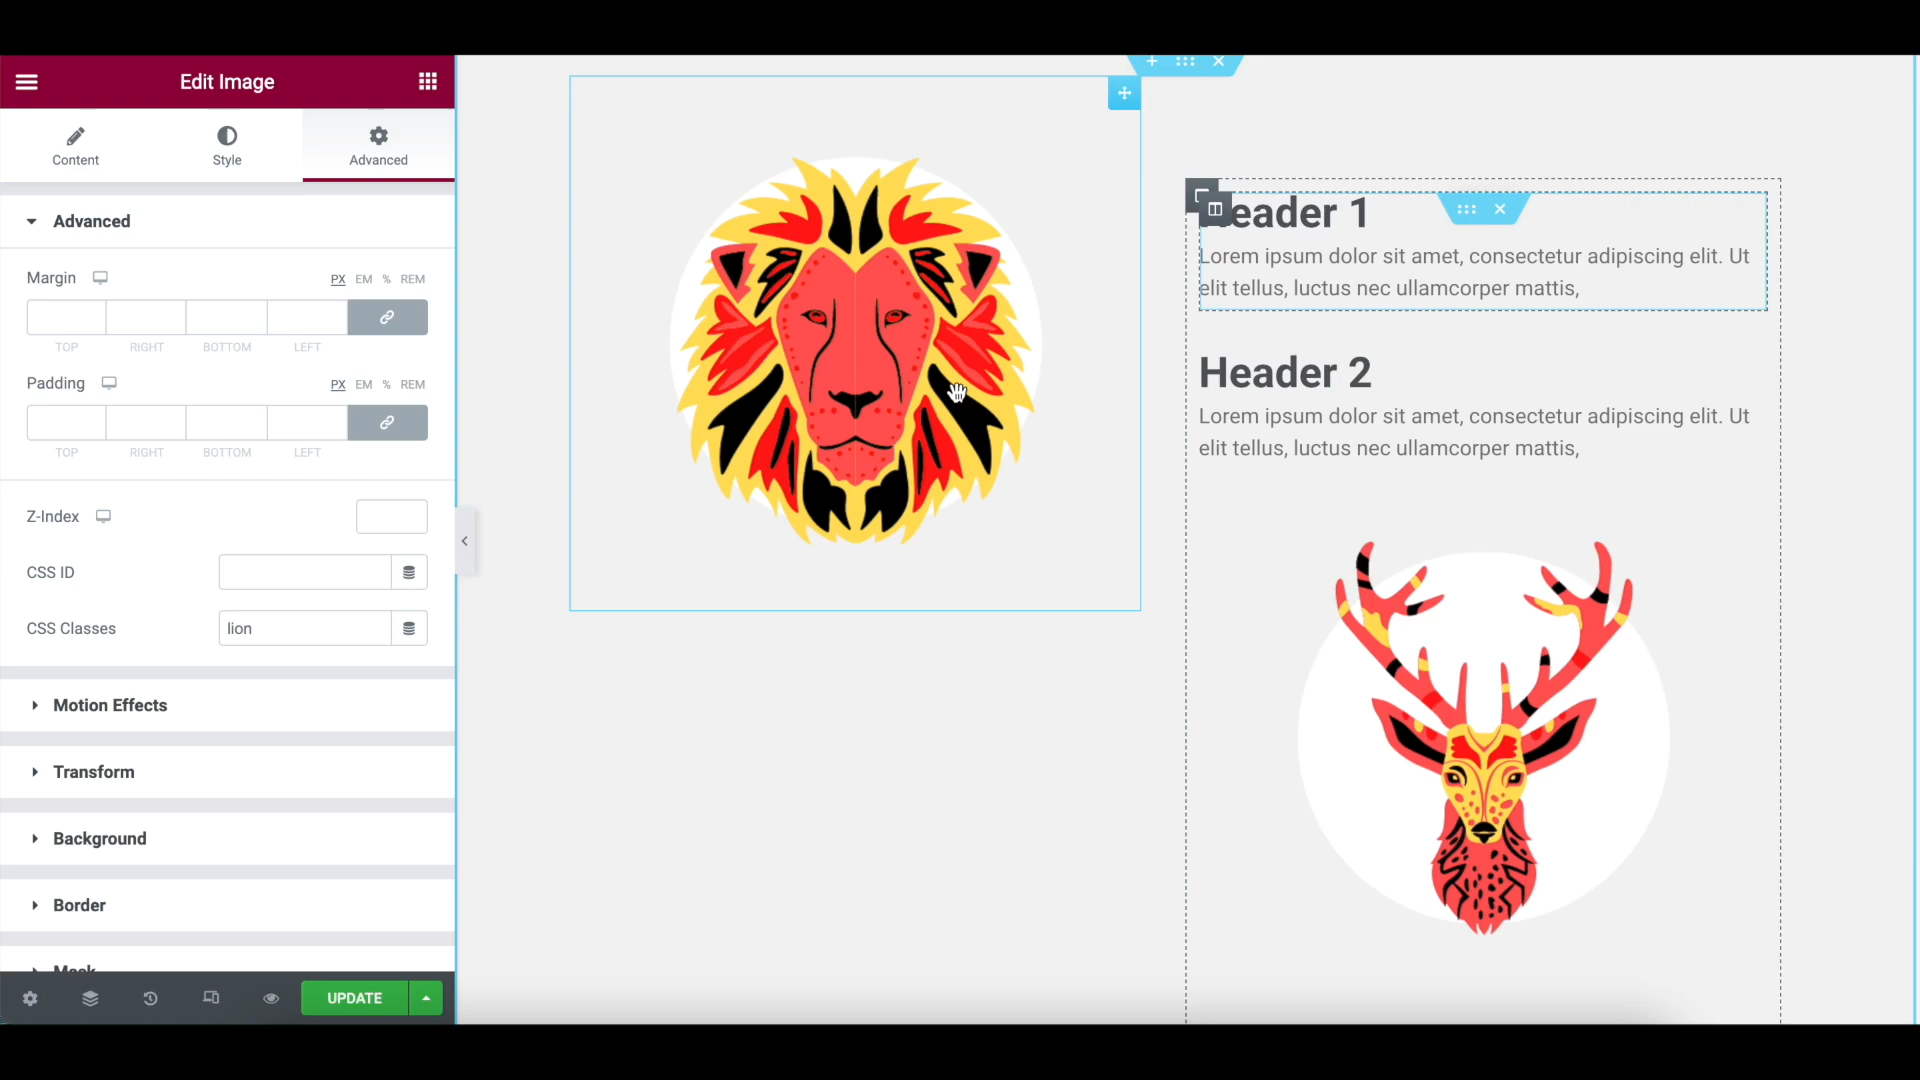 Edit Image
Content
Style
Advanced
Advanced
Margin
PX EM % REM
TOP RIGHT BOTTOM LEFT
Padding
PX EM % REM
TOP RIGHT BOTTOM LEFT
Z-Index
CSS ID
CSS Classes
lion
Motion Effects
Transform
Background
Border
Mask
UPDATE
eader 1
Lorem ipsum dolor sit amet, consectetur adipiscing elit. Ut
elit tellus, luctus nec ullamcorper mattis,
Header 2
Lorem ipsum dolor sit amet, consectetur adipiscing elit. Ut
elit tellus, luctus nec ullamcorper mattis,